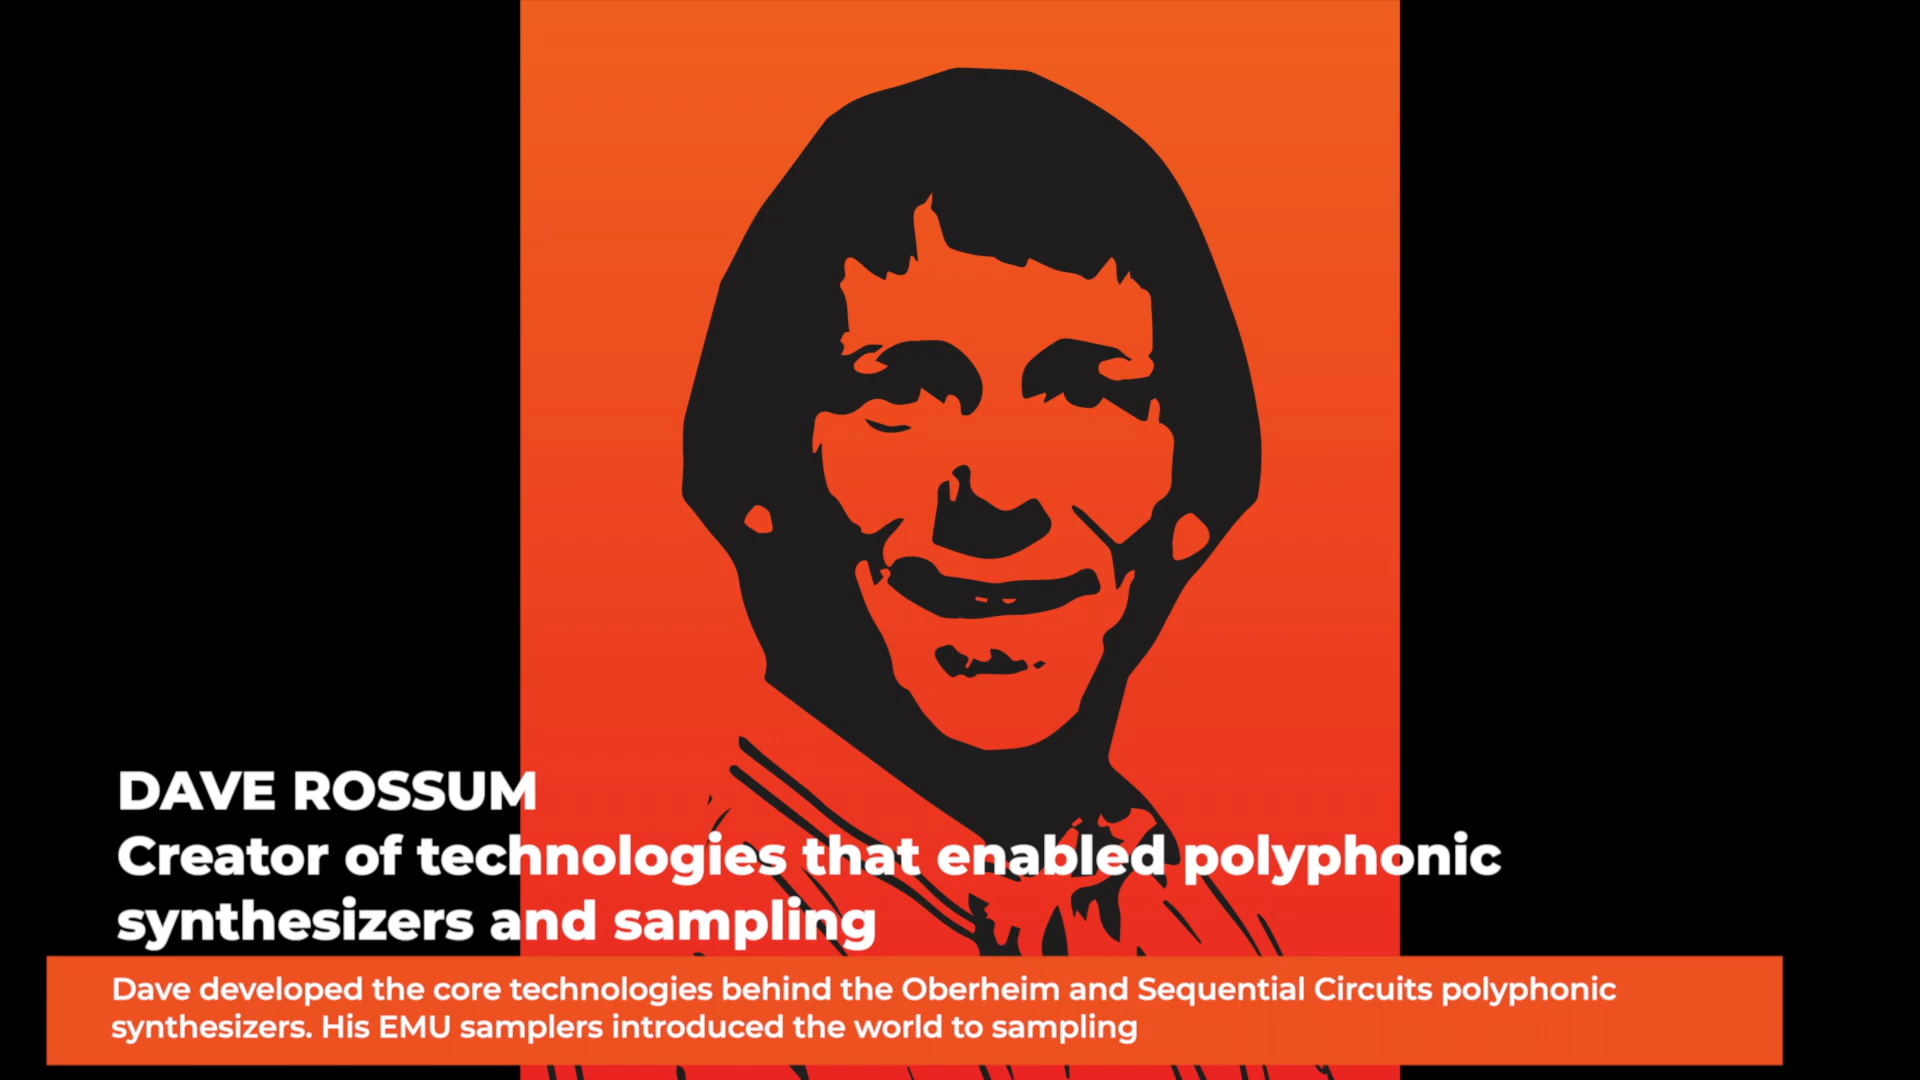 DAVE ROSSUM
Creator of technologies that enabled polyphonic
synthesizers and sampling
Dave developed the core technologies behind the Oberheim and Sequential Circuits polyphonic
synthesizers. His EMU samplers introduced the world to sampling